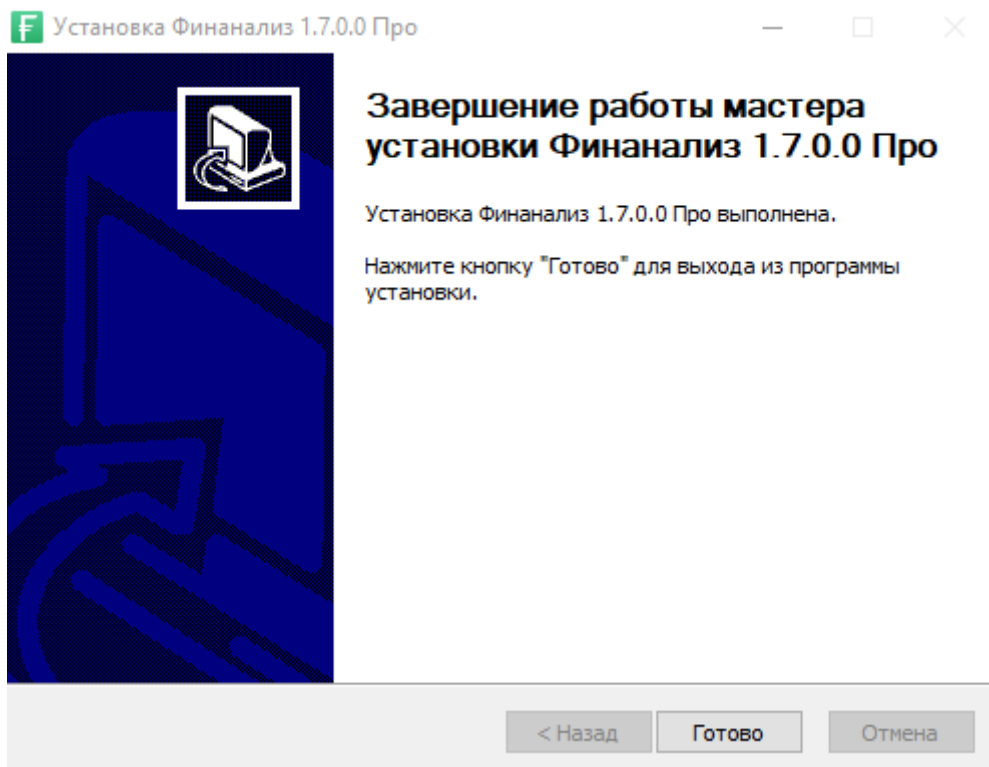 Установка Финанализ 1.7.0.0 Про
Завершение работы мастера
установки Финанализ 1.7.0.0 Про
Установка Финанализ 1.7.0.0 Про выполнена.
Нажмите кнопку "Готово" для выхода из программы
установки.
< Назад
Готово
Отмена